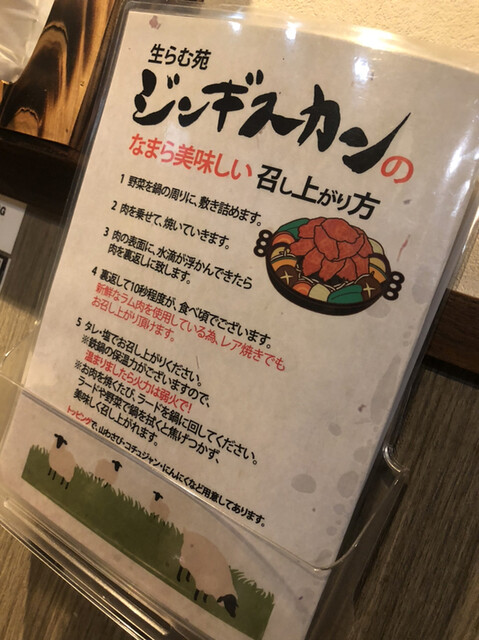 生らむ苑
ジンギスカンの
なまら美味しい 召し上がり方
1 野菜を鍋の周りに、敷き詰めます。
2 肉を乗せて、焼いていきます。
3 肉の表面に、水滴が浮かんできたら
肉を裏返しに致します。
4 裏返して10秒程度が、食べ頃でございます。
新鮮なラム肉を使用している為、レア焼きでも
お召し上がり頂けます。
5 タレ・塩でお召し上がりください。
※鉄鍋の保温力がございますので、
温まりましたら火力は弱火で!
※お肉を焼くたび、ラードを鍋に回してください。
ラードや野菜で鍋を拭くと焦げつかず、
美味しく召し上がれます。
トッピングで、山わさび・コチュジャン・にんにくなど用意してあります。
G